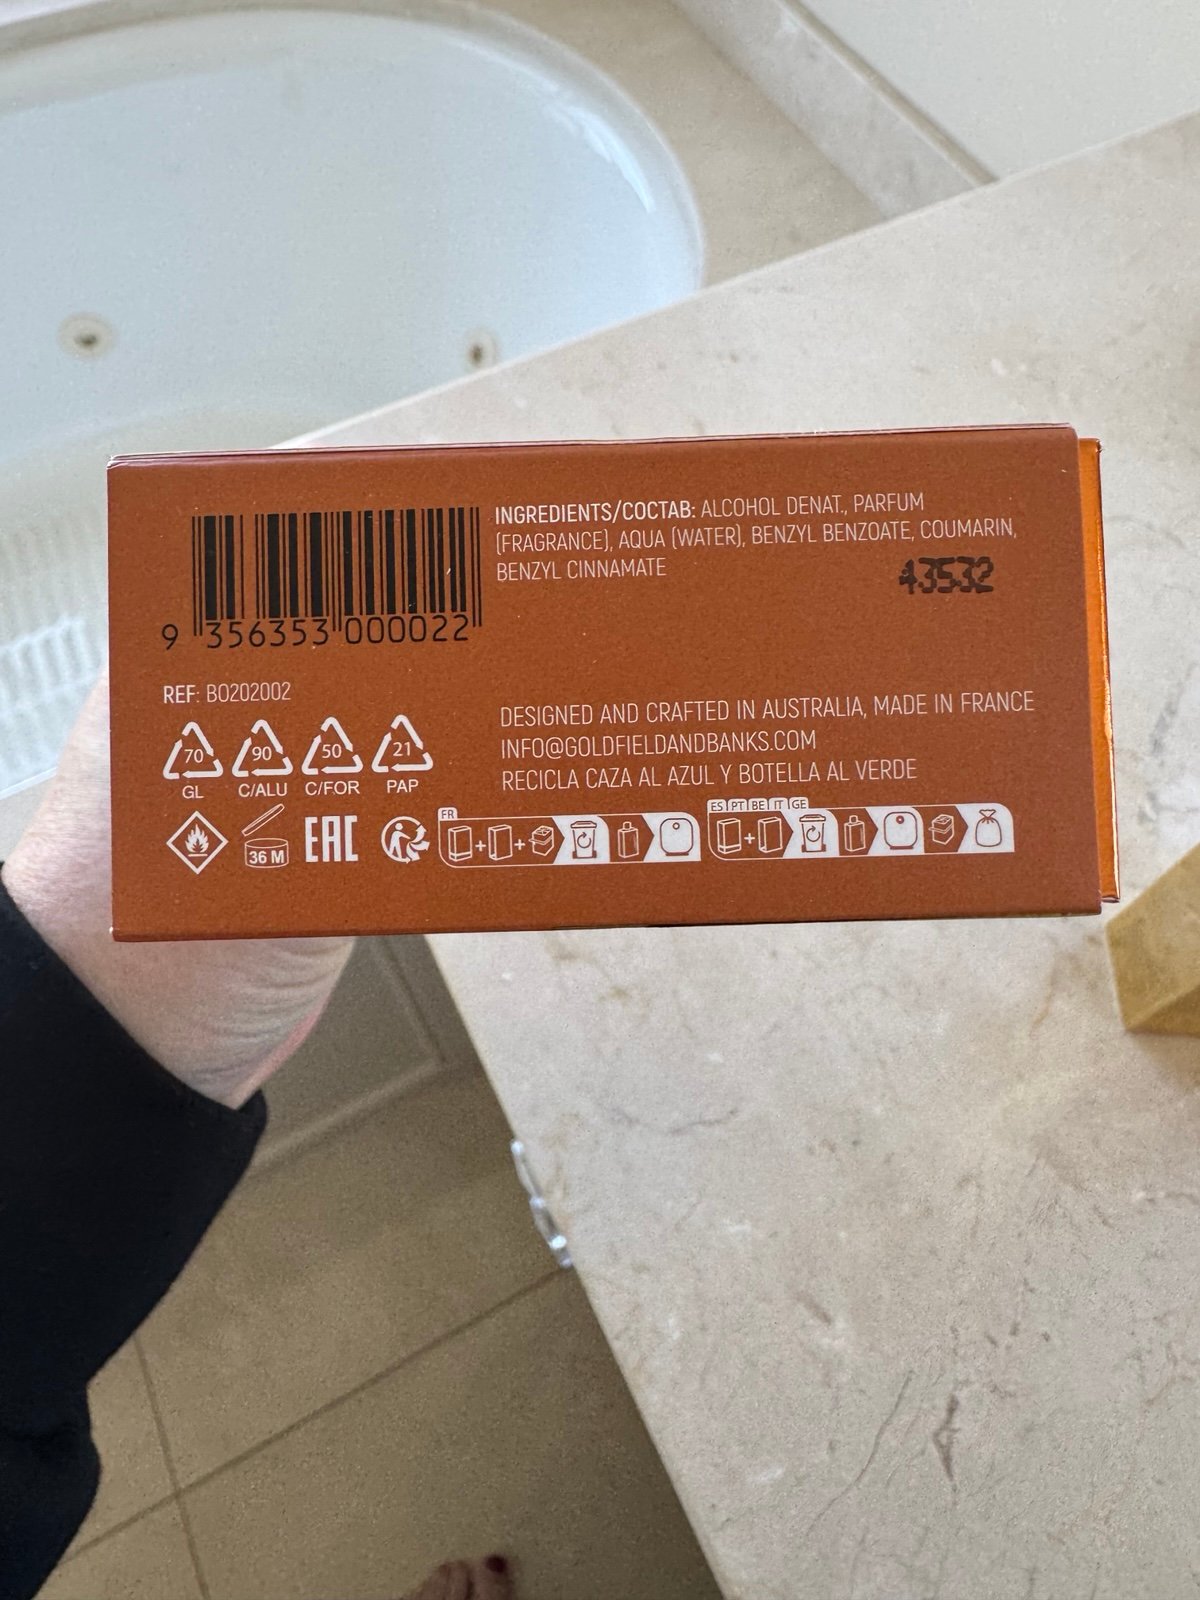 INGREDIENTS/СОСТАВ: ALCOHOL DENAT., PARFUM
(FRAGRANCE), AQUA (WATER), BENZYL BENZOATE, COUMARIN,
BENZYL CINNAMATE
43532
9 356353 000022
REF: BO202002
70 90 50 21
GL C/ALU C/FOR PAP
DESIGNED AND CRAFTED IN AUSTRALIA, MADE IN FRANCE
INFO@GOLDFIELDANDBANKS.COM
RECICLA CAZA AL AZUL Y BOTELLA AL VERDE
36 M
EAC
FR
ES PT BE IT GE